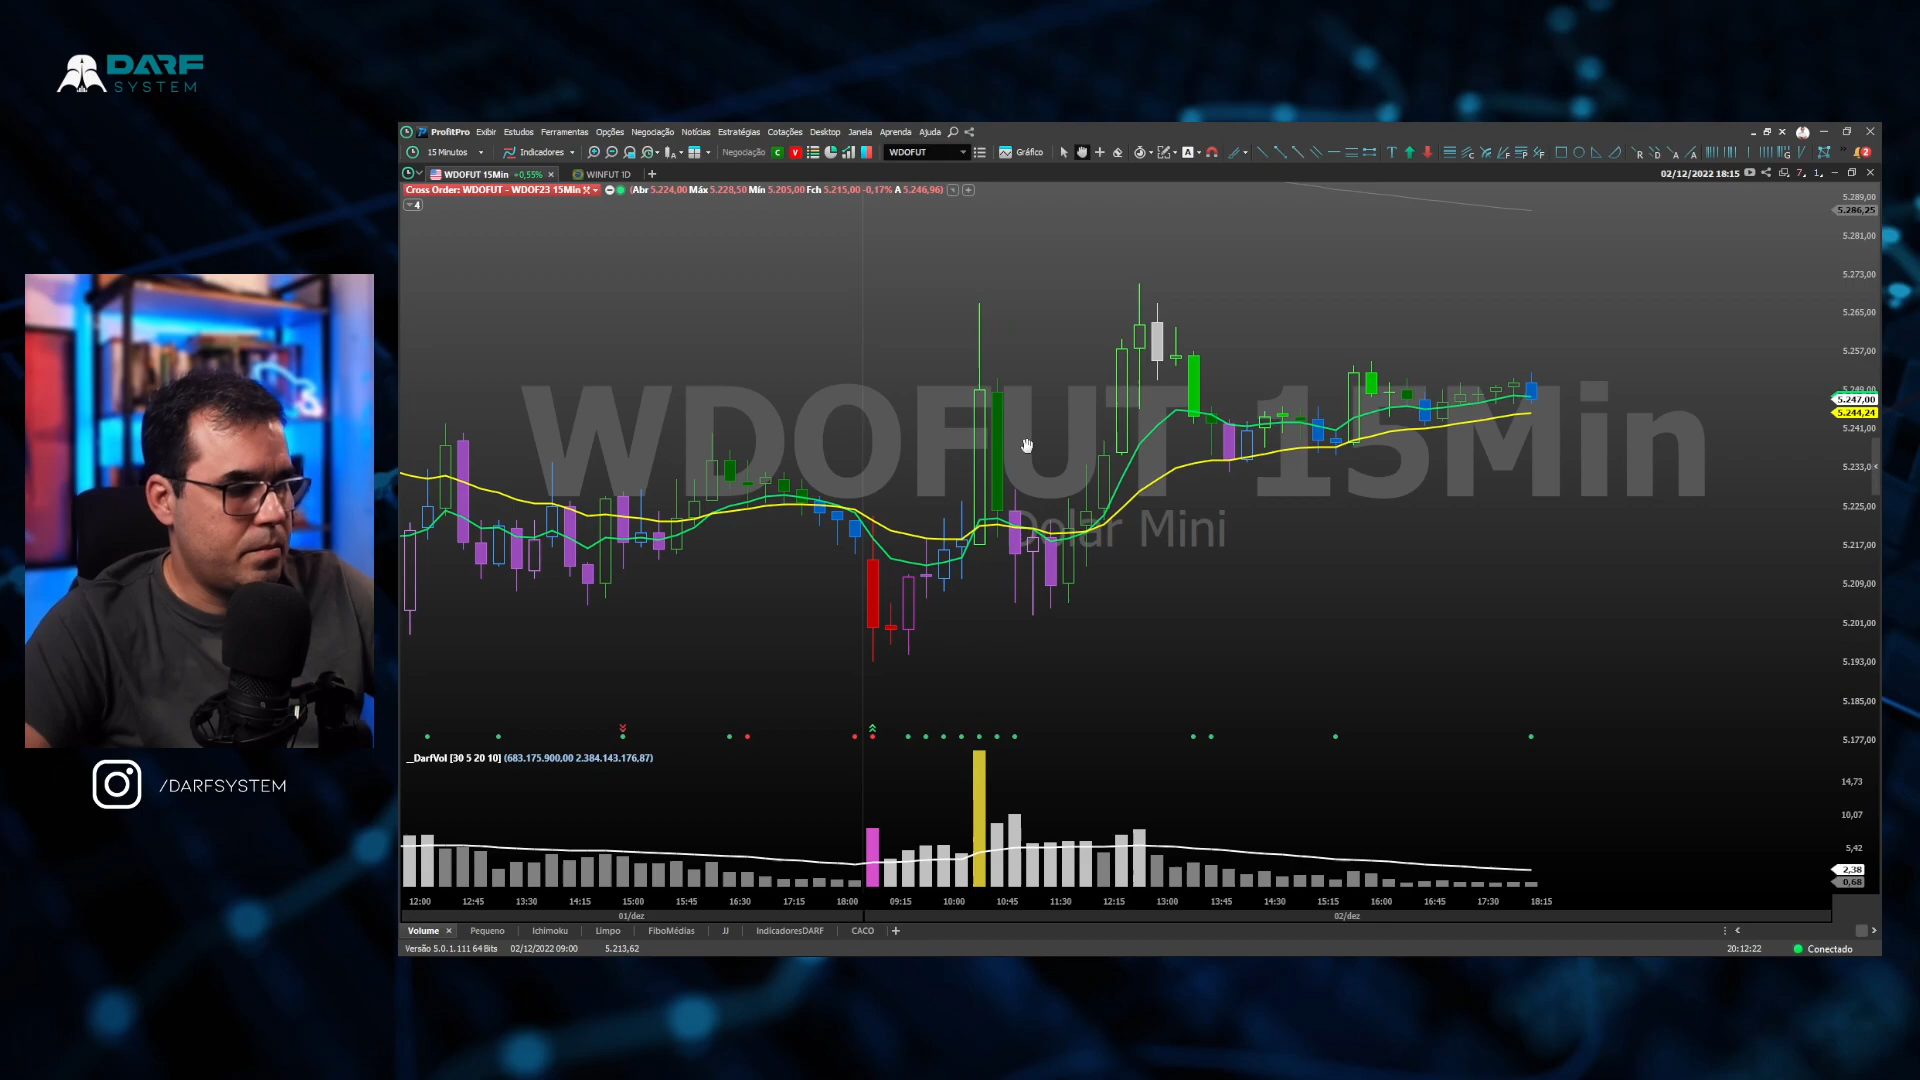 DARF
SYSTEM
ProfitPro Exibir Estudos Ferramentas Opções Negociação Notícias Estratégias Cotações Desktop Janela Aprenda Ajuda
15 Minutos Indicadores Negociação C V WDOFUT Gráfico
2
WDOFUT 15Min +0,55% WINFUT 1D
02/12/2022 18:15
Cross Order: WDOFUT - WDOF23 15Min (Abr 5.224,00 Máx 5.228,50 Mín 5.205,00 Fch 5.215,00 -0,17% A 5.246,96)
4
WDOFUT 15Min
Dolar Mini
5.289,00
5.286,25
5.281,00
5.273,00
5.265,00
5.257,00
5.247,00
5.244,24
5.241,00
5.233,0
5.225,00
5.217,00
5.209,00
5.201,00
5.193,00
5.185,00
5.177,00
__DarfVol [30 5 20 10] (683.175.900,00 2.384.143.176,87)
14,73
10,07
5,42
2,38
0,68
12:00 12:45 13:30 14:15 15:00 15:45 16:30 17:15 18:00 09:15 10:00 10:45 11:30 12:15 13:00 13:45 14:30 15:15 16:00 16:45 17:30 18:15
01/dez 02/dez
Volume Pequeno Ichimoku Limpo FiboMédias JJ IndicadoresDARF CACO
Versão 5.0.1.111 64 Bits 02/12/2022 09:00 5.213,62 20:12:22 Conectado
/DARFSYSTEM